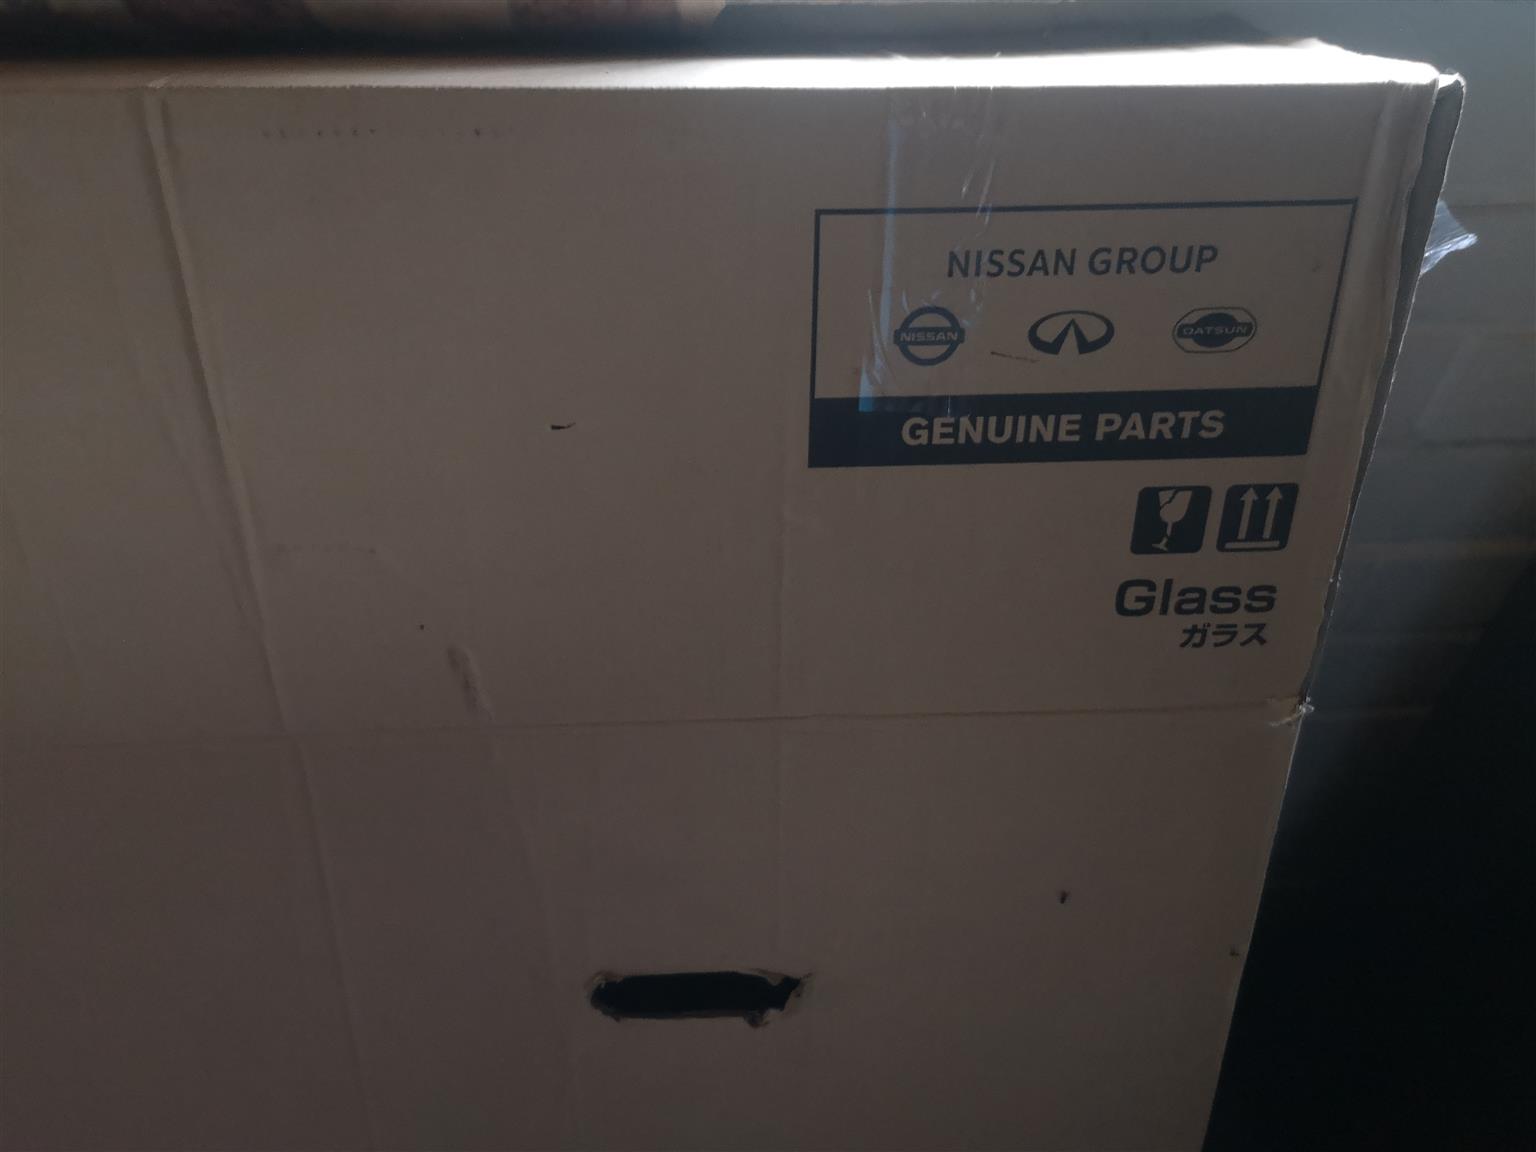 NISSAN GROUP
NISSAN
DATSUN
GENUINE PARTS
Glass
ガラス